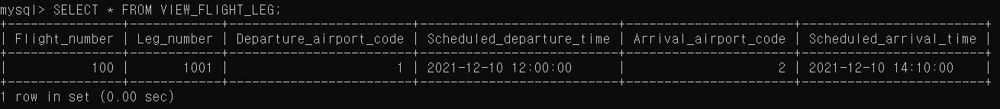 mysql> SELECT * FROM VIEW_FLIGHT_LEG;
+---------------+------------+------------------------+--------------------------+----------------------+------------------------+
| Flight_number | Leg_number | Departure_airport_code | Scheduled_departure_time | Arrival_airport_code | Scheduled_arrival_time |
+---------------+------------+------------------------+--------------------------+----------------------+------------------------+
|           100 |       1001 |                      1 | 2021-12-10 12:00:00      |                    2 | 2021-12-10 14:10:00    |
+---------------+------------+------------------------+--------------------------+----------------------+------------------------+
1 row in set (0.00 sec)